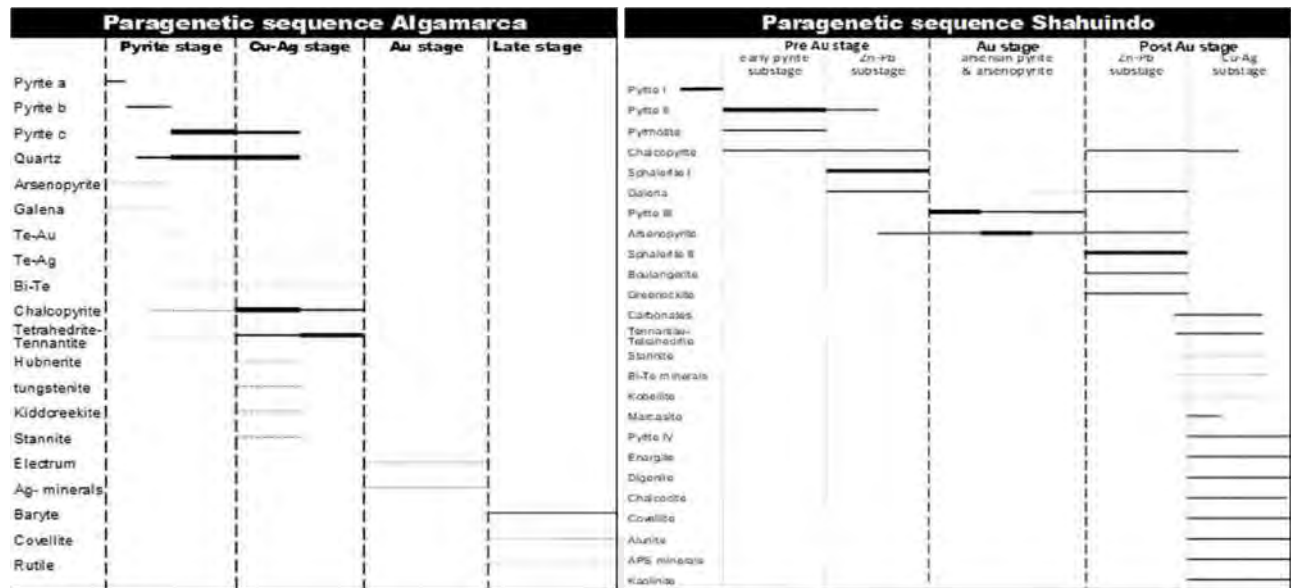 Paragenetic sequence Algamarca
Pyrite stage Cu-Ag stage Au stage Late stage
Pyrite a
Pyrite b
Pyrite c
Quartz
Arsenopyrite
Galena
Te-Au
Te-Ag
Bi-Te
Chalcopyrite
Tetrahedrite-
Tennantite
Hubnerite
tungstenite
Kiddcreekite
Stannite
Electrum
Ag- minerals
Baryte
Covellite
Rutile
Paragenetic sequence Shahuindo
Pre Au stage Au stage Post Au stage
early pyrite substage
Zn-Pb substage
arsenian pyrite & arsenopyrite
Zn-Pb substage
Cu-Ag substage
Pyrite I
Pyrite II
Pyrrhotite
Chalcopyrite
Sphalerite I
Galena
Pyrite III
Arsenopyrite
Sphalerite II
Boulangerite
Greenockite
Carbonates
Tennantite-
Tetrahedrite
Stannite
Bi-Te minerals
Kobellite
Marcasite
Pyrite IV
Enargite
Digenite
Chalcocite
Covellite
Alunite
APS minerals
Kaolinite